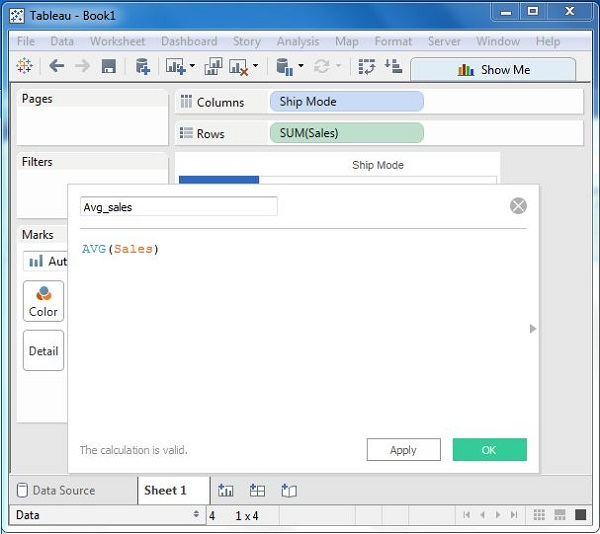 Tableau - Book1
File Data Worksheet Dashboard Story Analysis Map Format Server Window Help
Show Me
Pages
Columns Ship Mode
Rows SUM(Sales)
Filters
Ship Mode
Avg_sales
Marks
AVG(Sales)
Aut
Color
Detail
The calculation is valid. Apply OK
Data Source Sheet 1
Data 4 1 x 4